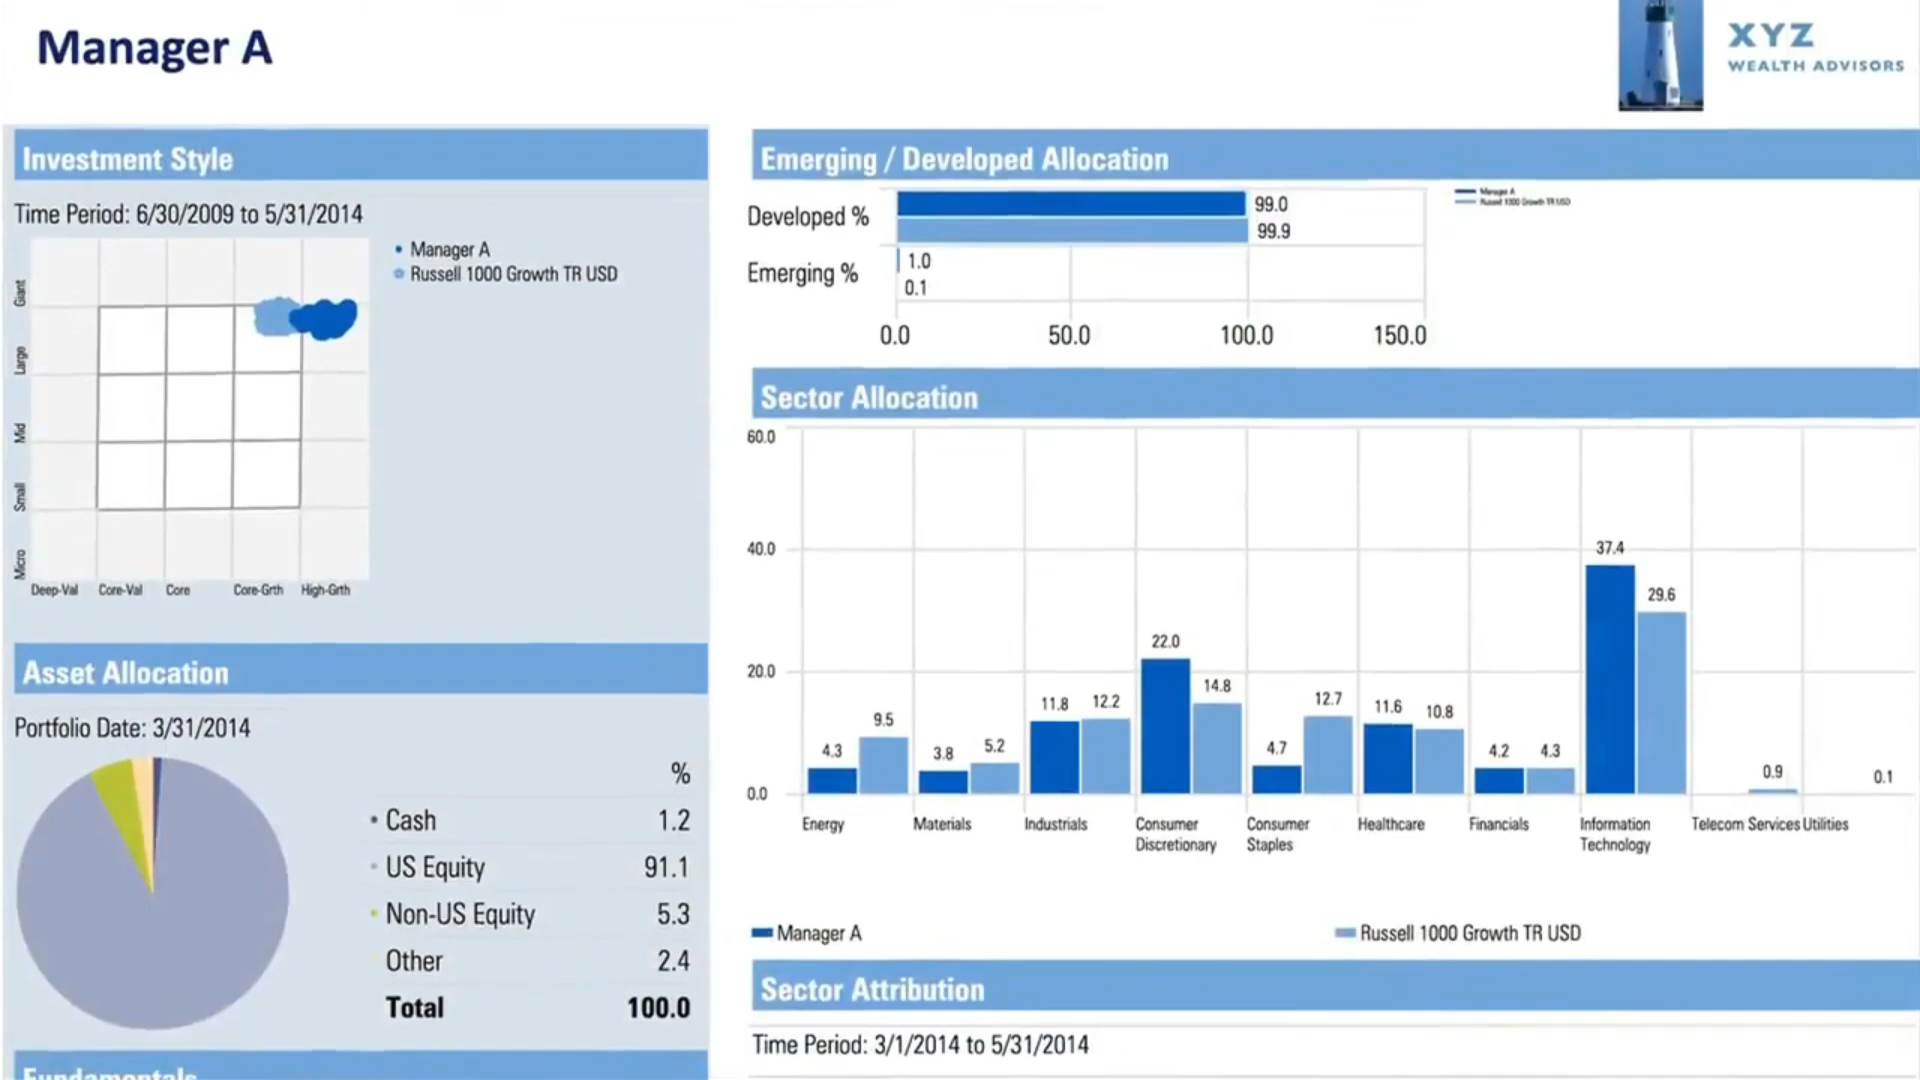 Manager A
XYZ
WEALTH ADVISORS
Investment Style
Time Period: 6/30/2009 to 5/31/2014
Manager A
Russell 1000 Growth TR USD
Giant
Large
Mid
Small
Micro
Deep-Val Core-Val Core Core-Grth High-Grth
Asset Allocation
Portfolio Date: 3/31/2014
%
Cash 1.2
US Equity 91.1
Non-US Equity 5.3
Other 2.4
Total 100.0
Fundamentals
Emerging / Developed Allocation
Manager A
Russell 1000 Growth TR USD
Developed % 99.0
99.9
Emerging % 1.0
0.1
0.0 50.0 100.0 150.0
Sector Allocation
60.0
40.0
20.0
0.0
4.3 9.5 3.8 5.2 11.8 12.2 22.0 14.8 4.7 12.7 11.6 10.8 4.2 4.3 37.4 29.6 0.9 0.1
Energy Materials Industrials Consumer Discretionary Consumer Staples Healthcare Financials Information Technology Telecom Services Utilities
Manager A Russell 1000 Growth TR USD
Sector Attribution
Time Period: 3/1/2014 to 5/31/2014